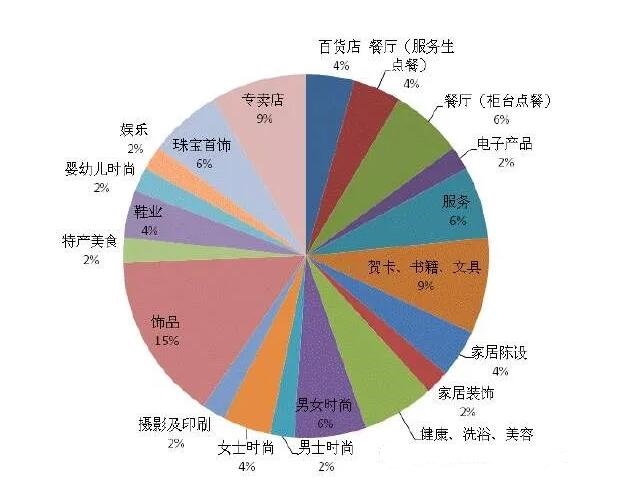 百货店
4%
餐厅（服务生
点餐）
4%
餐厅（柜台点餐）
6%
电子产品
2%
服务
6%
贺卡、书籍、文具
9%
家居陈设
4%
家居装饰
2%
健康、洗浴、美容
男女时尚
6%
男士时尚
2%
女士时尚
4%
摄影及印刷
2%
饰品
15%
特产美食
2%
鞋业
4%
婴幼儿时尚
2%
娱乐
2%
珠宝首饰
6%
专卖店
9%